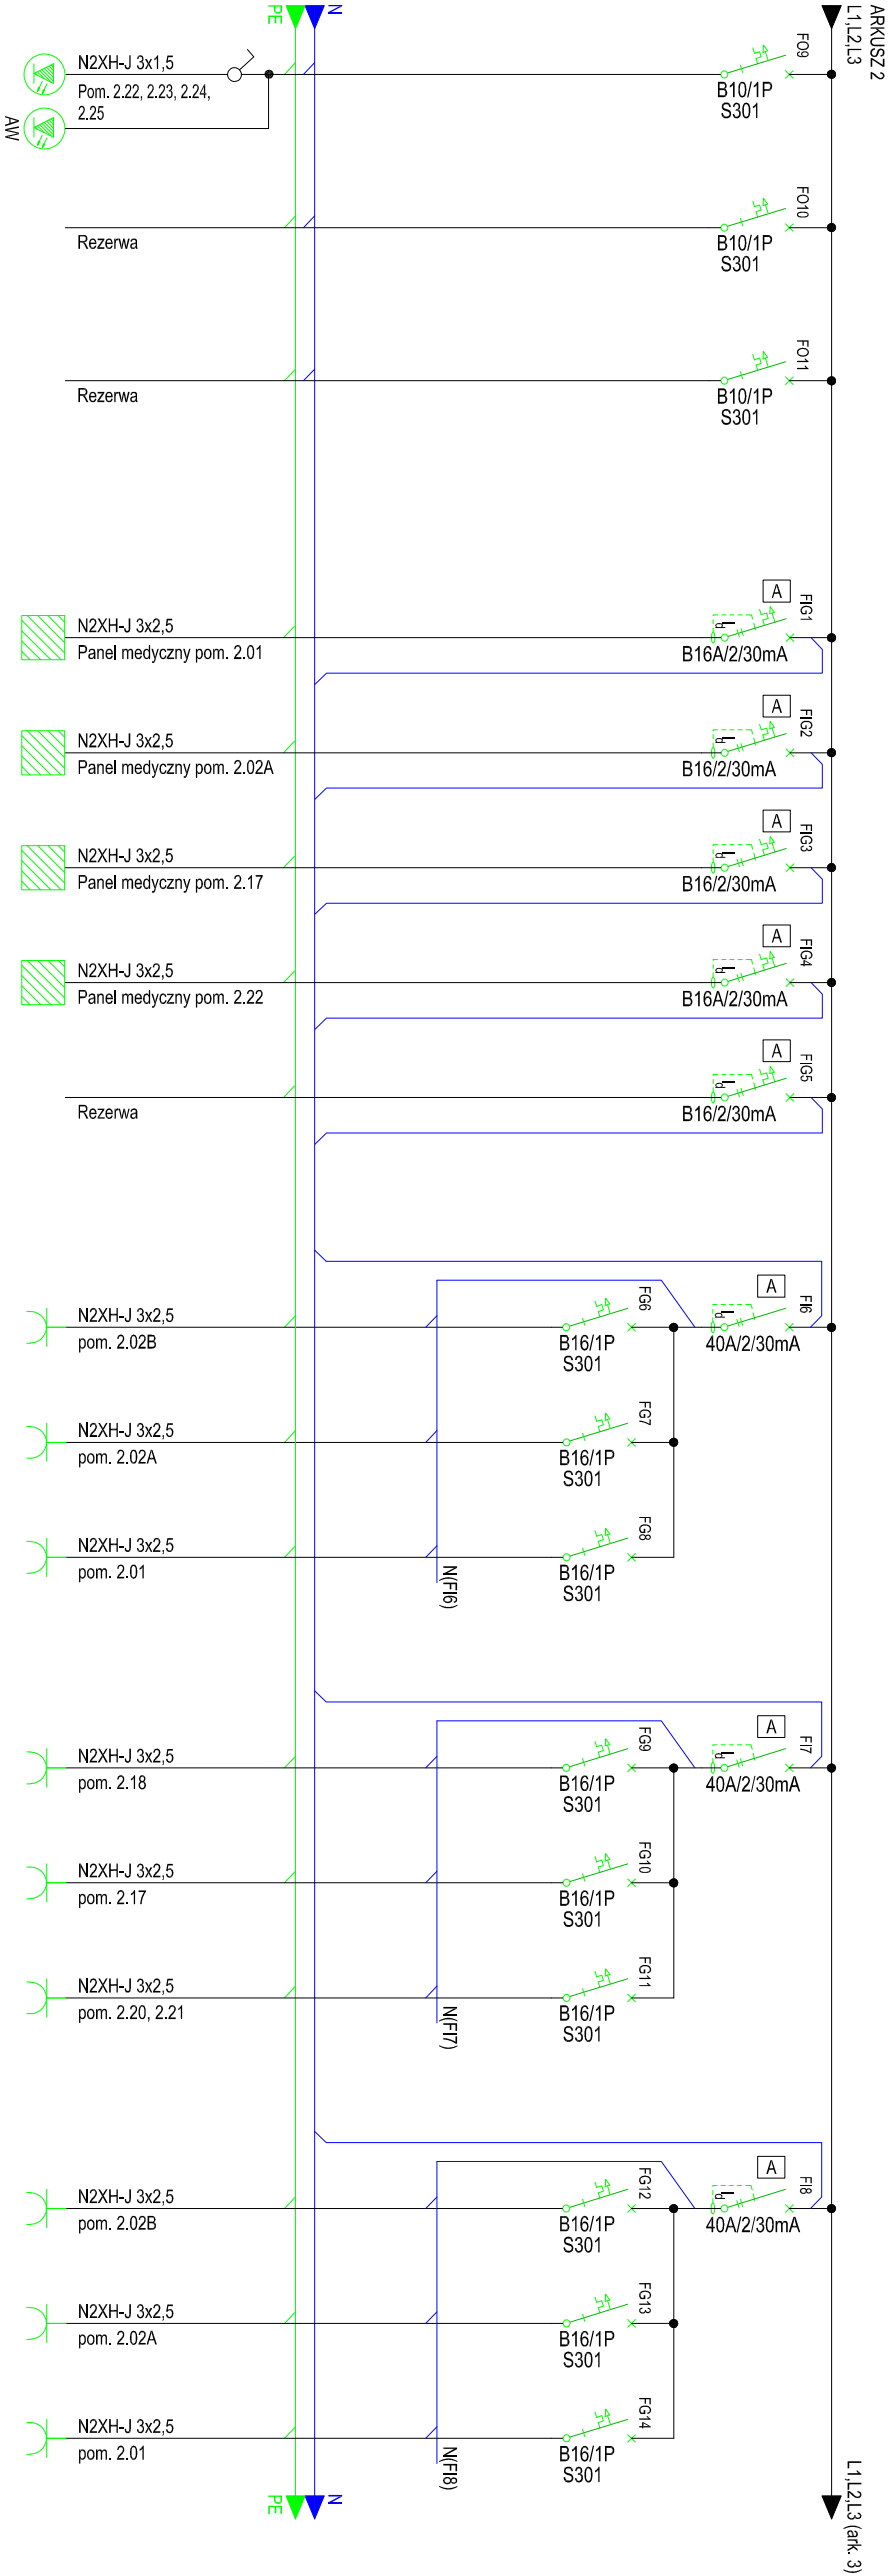 ARKUSZ 2
L1,L2,L3
N
PE
FO9
B10/1P
S301
N2XH-J 3x1,5
Pom. 2.22, 2.23, 2.24,
2.25
AW
FO10
B10/1P
S301
Rezerwa
FO11
B10/1P
S301
Rezerwa
A
FIG1
Id
B16A/2/30mA
N2XH-J 3x2,5
Panel medyczny pom. 2.01
A
FIG2
Id
B16/2/30mA
N2XH-J 3x2,5
Panel medyczny pom. 2.02A
A
FIG3
Id
B16/2/30mA
N2XH-J 3x2,5
Panel medyczny pom. 2.17
A
FIG4
Id
B16A/2/30mA
N2XH-J 3x2,5
Panel medyczny pom. 2.22
A
FIG5
Id
B16/2/30mA
Rezerwa
A
FI6
Id
40A/2/30mA
FG6
B16/1P
S301
N2XH-J 3x2,5
pom. 2.02B
FG7
B16/1P
S301
N2XH-J 3x2,5
pom. 2.02A
FG8
B16/1P
S301
N2XH-J 3x2,5
pom. 2.01
N(FI6)
A
FI7
Id
40A/2/30mA
FG9
B16/1P
S301
N2XH-J 3x2,5
pom. 2.18
FG10
B16/1P
S301
N2XH-J 3x2,5
pom. 2.17
FG11
B16/1P
S301
N2XH-J 3x2,5
pom. 2.20, 2.21
N(FI7)
A
FI8
Id
40A/2/30mA
FG12
B16/1P
S301
N2XH-J 3x2,5
pom. 2.02B
FG13
B16/1P
S301
N2XH-J 3x2,5
pom. 2.02A
FG14
B16/1P
S301
N2XH-J 3x2,5
pom. 2.01
N(FI8)
L1,L2,L3 (ark. 3)
N
PE